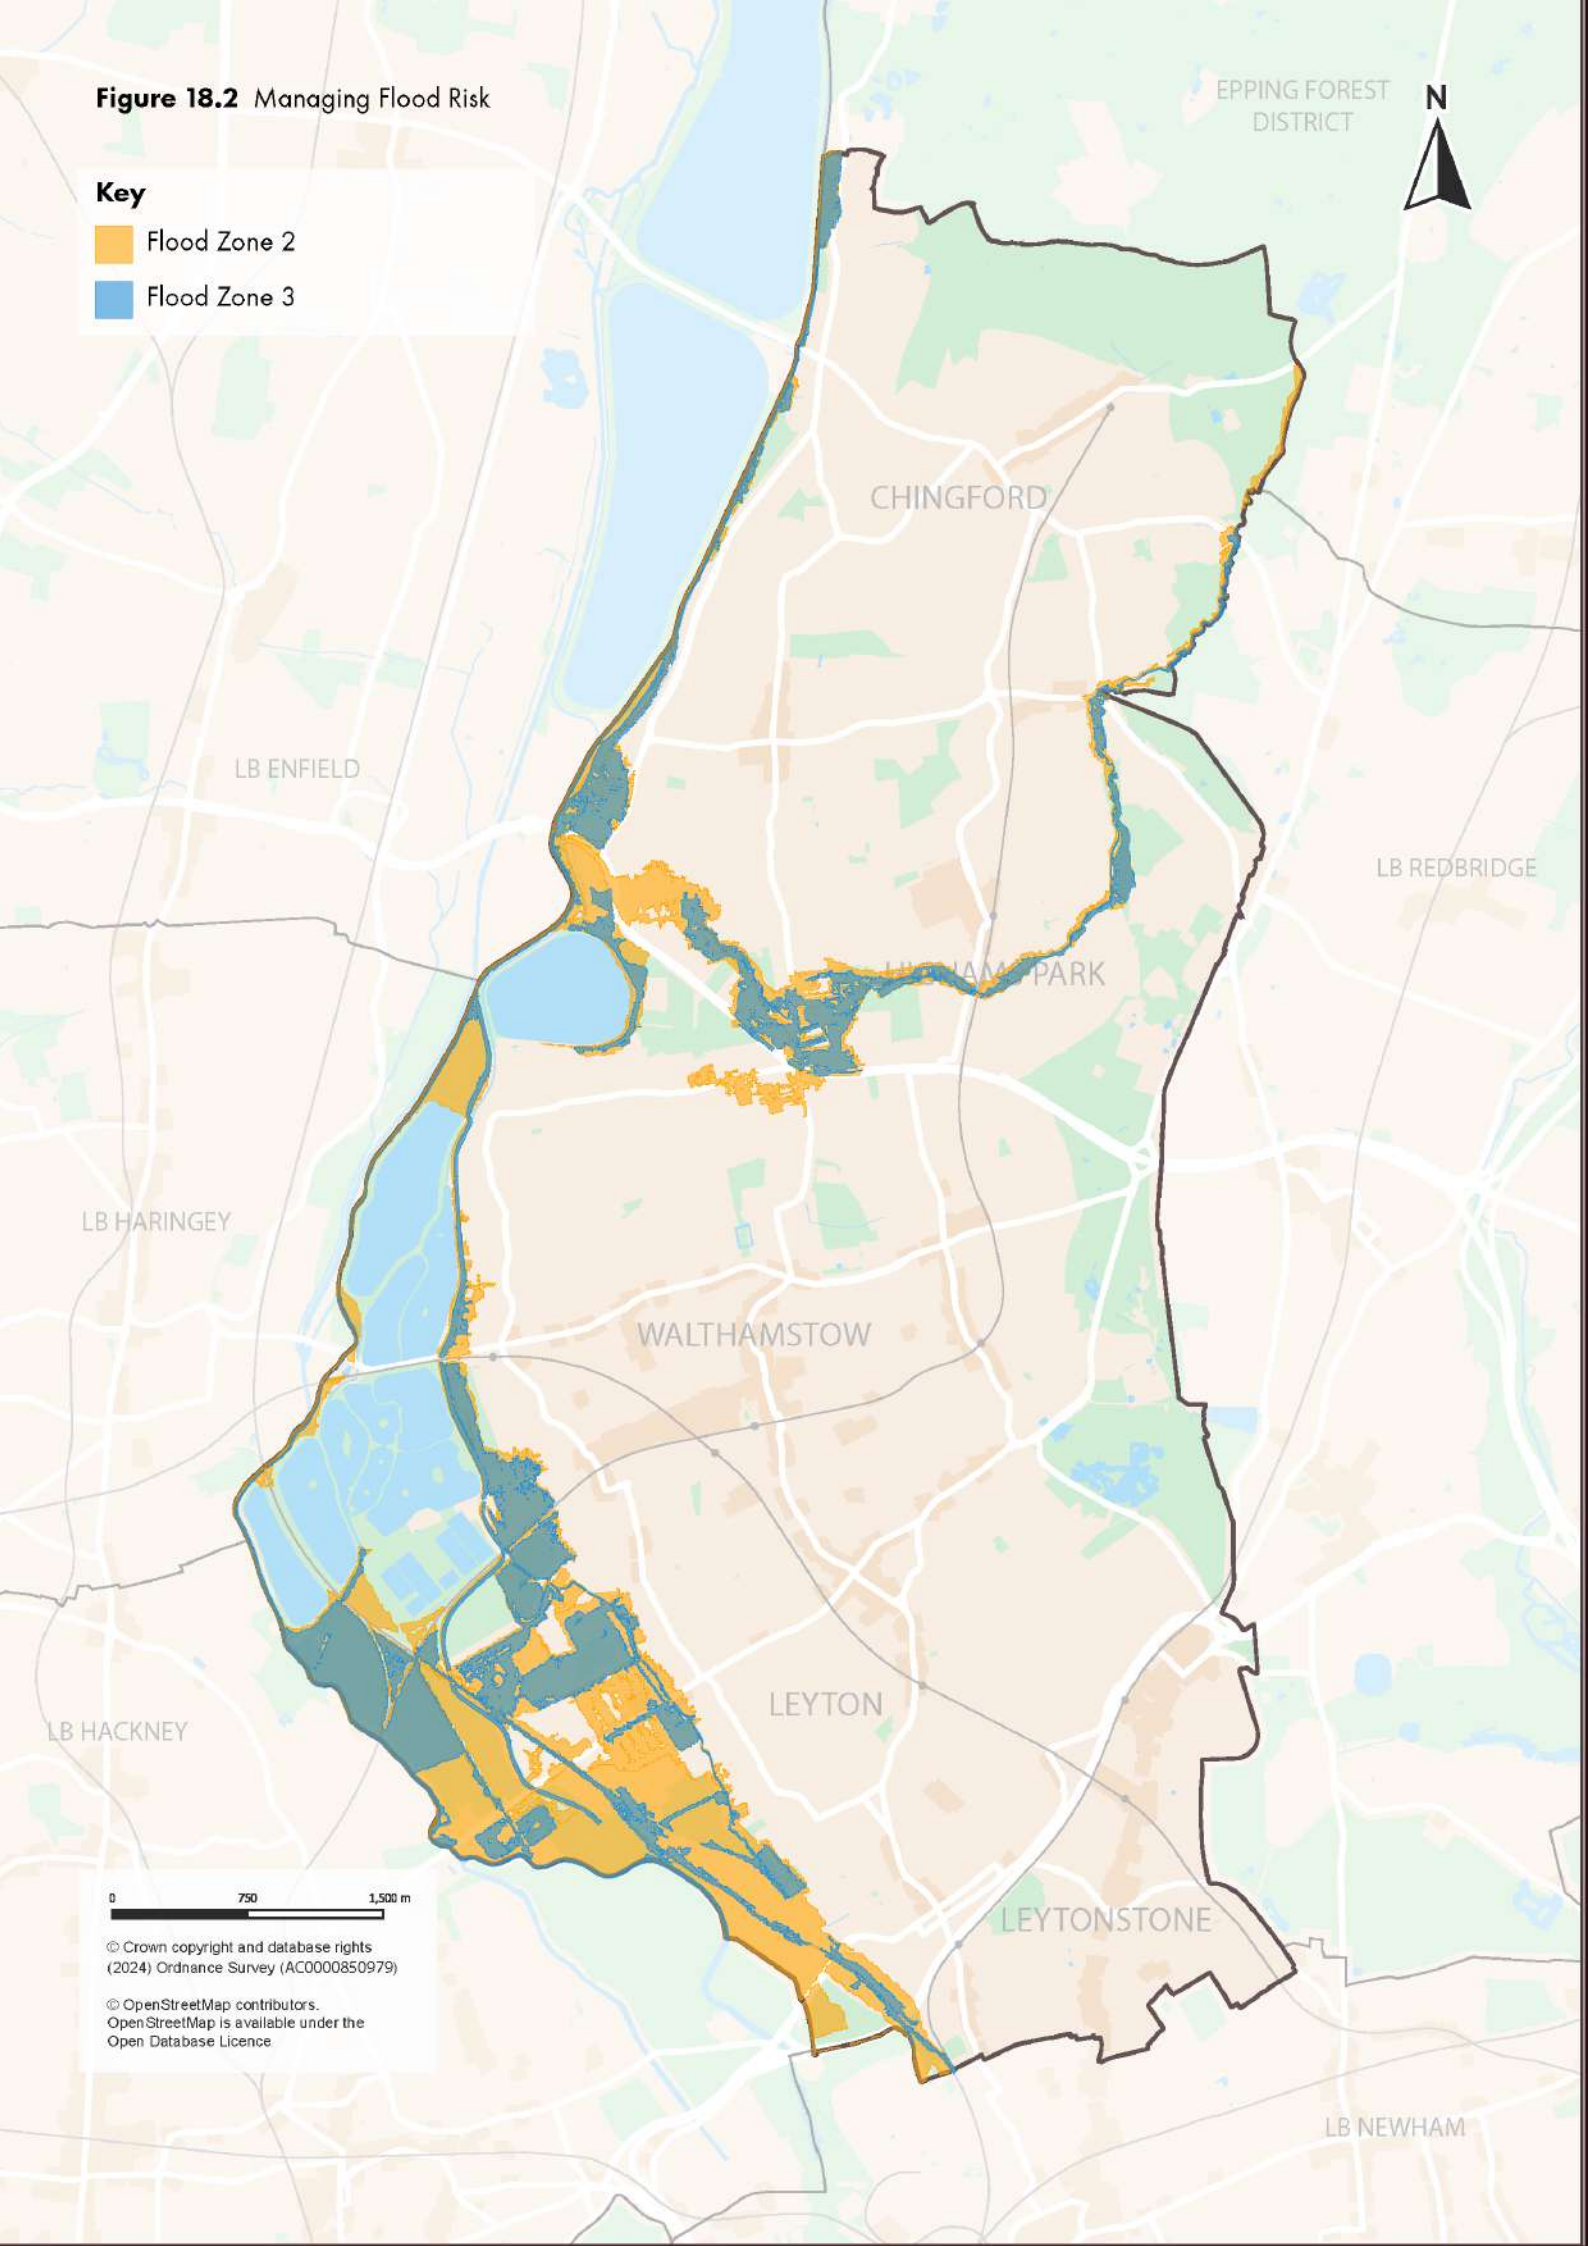 Figure 18.2 Managing Flood Risk
EPPING FOREST
DISTRICT
N
Key
Flood Zone 2
Flood Zone 3
CHINGFORD
LB ENFIELD
LB REDBRIDGE
HIGHAMS PARK
LB HARINGEY
WALTHAMSTOW
LEYTON
LB HACKNEY
0 750 1,500 m
LEYTONSTONE
© Crown copyright and database rights
(2024) Ordnance Survey (AC0000850979)
© OpenStreetMap contributors.
OpenStreetMap is available under the
Open Database Licence
LB NEWHAM